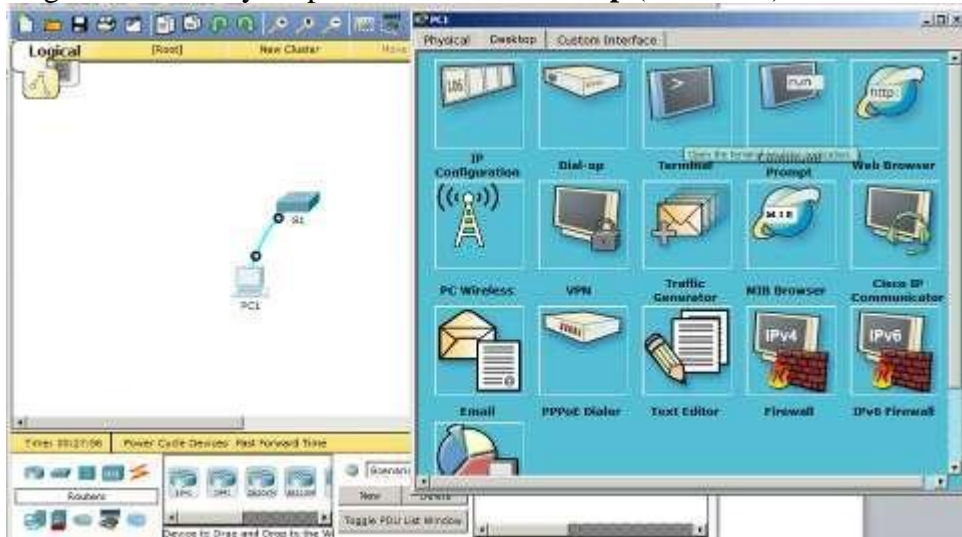 PC1
Physical Desktop Custom Interface
Logical [Root] New Cluster
IP Configuration
Dial-up
Terminal
Command Prompt
Web Browser
http:
run
PC Wireless
VPN
Traffic Generator
MIB Browser
Cisco IP Communicator
MIB
S1
PC1
IPv4
IPv6
Email
PPPoE Dialer
Text Editor
Firewall
IPv6 Firewall
Power Cycle Devices Fast Forward Time
Routers
New Delete
Toggle PDU List Window